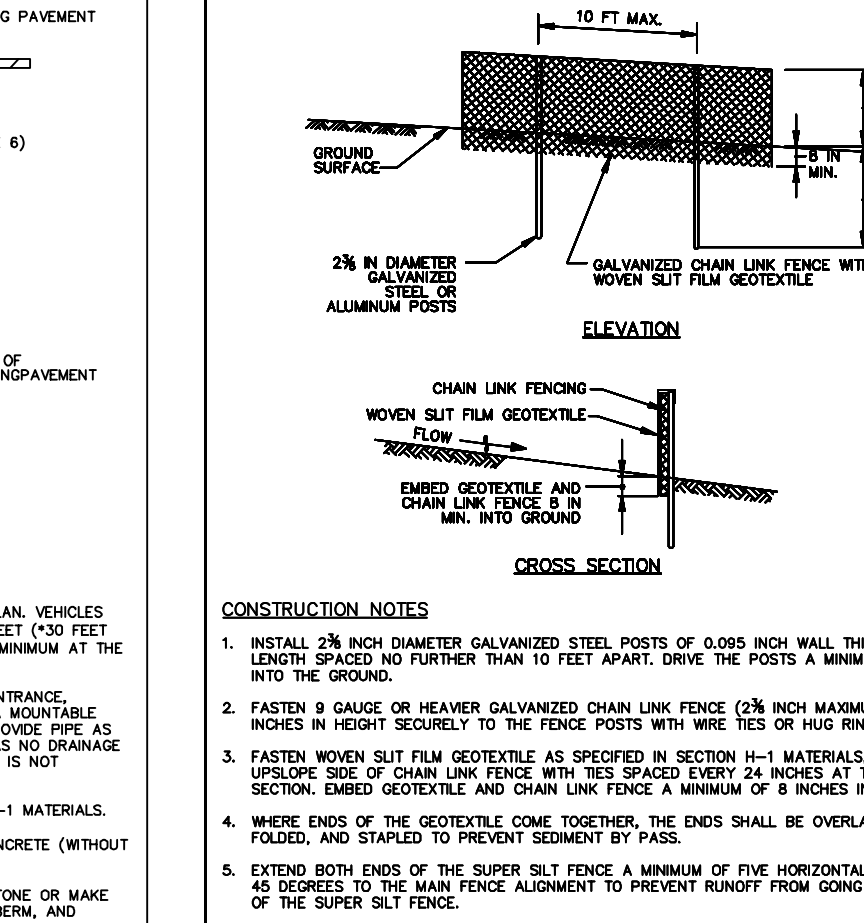 G PAVEMENT
6)
OF
NGPAVEMENT
LAN. VEHICLES
EET (*30 FEET
MINIMUM AT THE
NTRANCE,
MOUNTABLE
OVIDE PIPE AS
S NO DRAINAGE
IS NOT
-1 MATERIALS.
NCRETE (WITHOUT
TONE OR MAKE
BERM, AND
10 FT MAX.
GROUND
SURFACE
8 IN
MIN.
2⅜ IN DIAMETER
GALVANIZED
STEEL OR
ALUMINUM POSTS
GALVANIZED CHAIN LINK FENCE WITH
WOVEN SLIT FILM GEOTEXTILE
ELEVATION
CHAIN LINK FENCING
WOVEN SLIT FILM GEOTEXTILE
FLOW
EMBED GEOTEXTILE AND
CHAIN LINK FENCE 8 IN
MIN. INTO GROUND
CROSS SECTION
CONSTRUCTION NOTES
1. INSTALL 2⅜ INCH DIAMETER GALVANIZED STEEL POSTS OF 0.095 INCH WALL THI
LENGTH SPACED NO FURTHER THAN 10 FEET APART. DRIVE THE POSTS A MINIM
INTO THE GROUND.
2. FASTEN 9 GAUGE OR HEAVIER GALVANIZED CHAIN LINK FENCE (2⅜ INCH MAXIMU
INCHES IN HEIGHT SECURELY TO THE FENCE POSTS WITH WIRE TIES OR HUG RIN
3. FASTEN WOVEN SLIT FILM GEOTEXTILE AS SPECIFIED IN SECTION H-1 MATERIALS,
UPSLOPE SIDE OF CHAIN LINK FENCE WITH TIES SPACED EVERY 24 INCHES AT T
SECTION. EMBED GEOTEXTILE AND CHAIN LINK FENCE A MINIMUM OF 8 INCHES IN
4. WHERE ENDS OF THE GEOTEXTILE COME TOGETHER, THE ENDS SHALL BE OVERLA
FOLDED, AND STAPLED TO PREVENT SEDIMENT BY PASS.
5. EXTEND BOTH ENDS OF THE SUPER SILT FENCE A MINIMUM OF FIVE HORIZONTAL
45 DEGREES TO THE MAIN FENCE ALIGNMENT TO PREVENT RUNOFF FROM GOING
OF THE SUPER SILT FENCE.